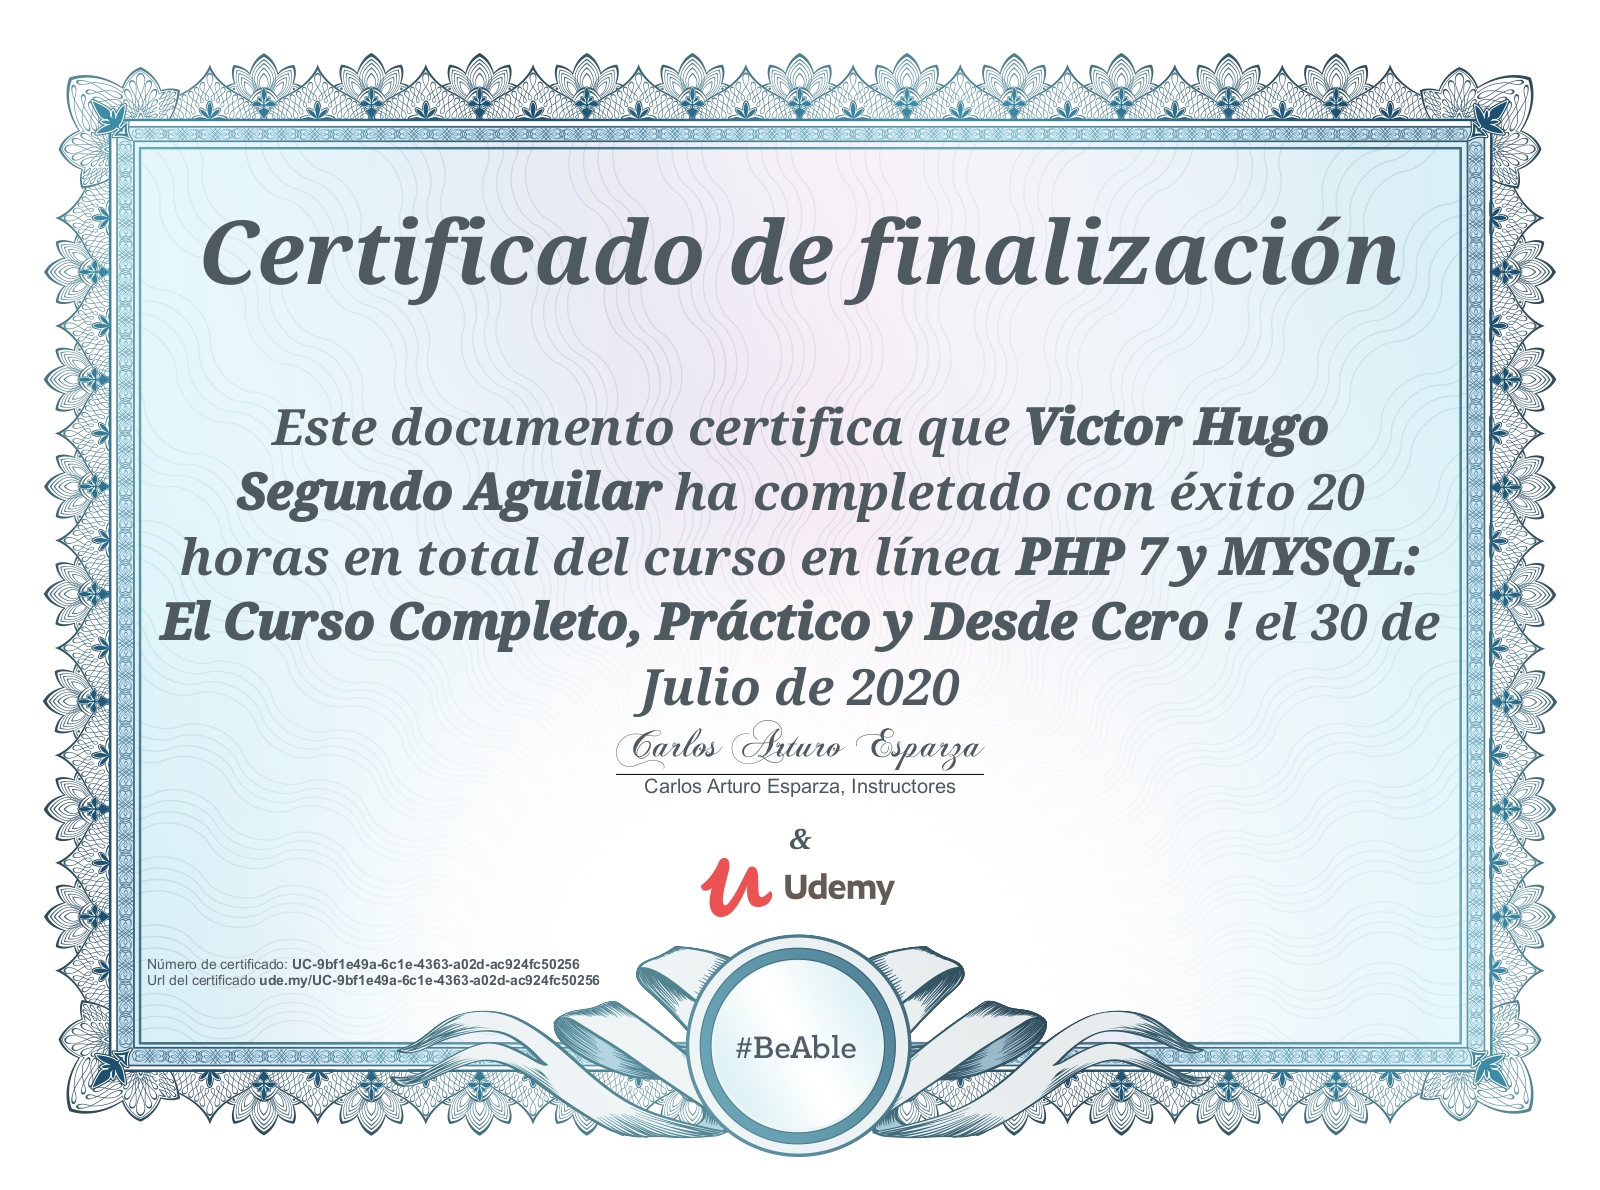 Certificado de finalización
Este documento certifica que Victor Hugo
Segundo Aguilar ha completado con éxito 20
horas en total del curso en línea PHP 7 y MYSQL:
El Curso Completo, Práctico y Desde Cero ! el 30 de
Julio de 2020
Carlos Arturo Esparza
Carlos Arturo Esparza, Instructores
&
Udemy
Número de certificado: UC-9bf1e49a-6c1e-4363-a02d-ac924fc50256
Url del certificado ude.my/UC-9bf1e49a-6c1e-4363-a02d-ac924fc50256
#BeAble